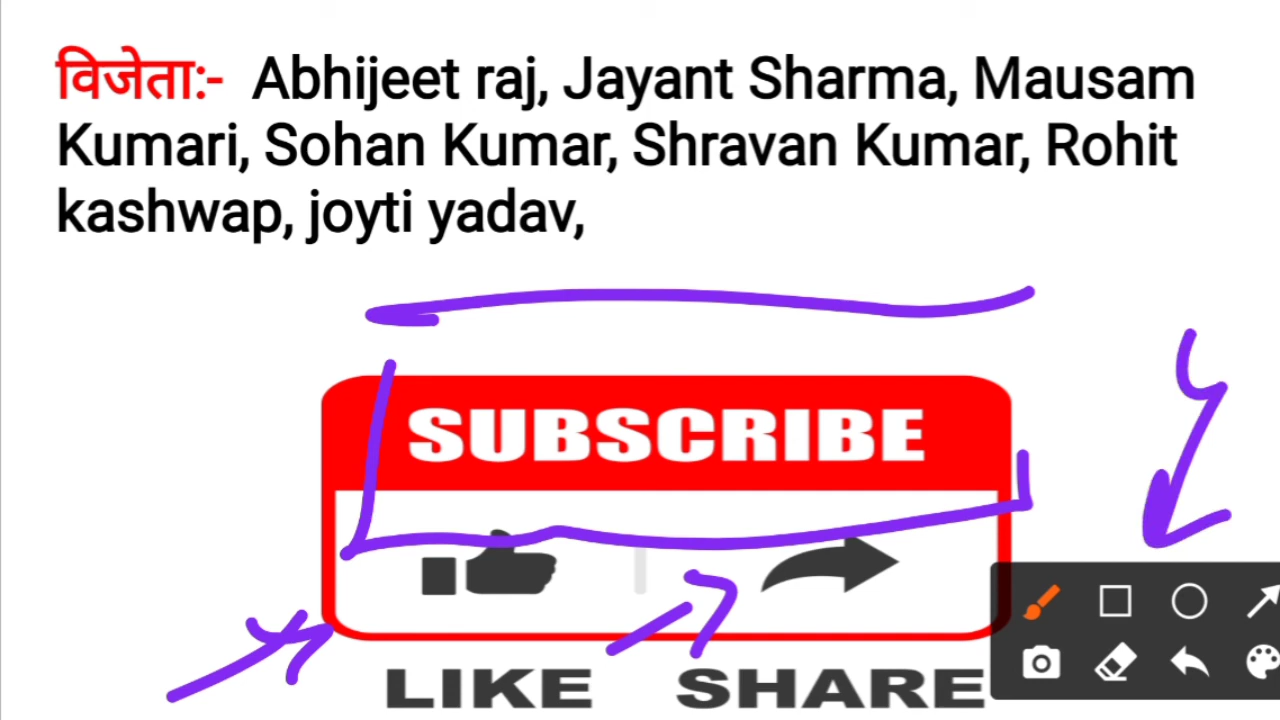 विजेता:- Abhijeet raj, Jayant Sharma, Mausam
Kumari, Sohan Kumar, Shravan Kumar, Rohit
kashwap, joyti yadav,
SUBSCRIBE
LIKE SHARE